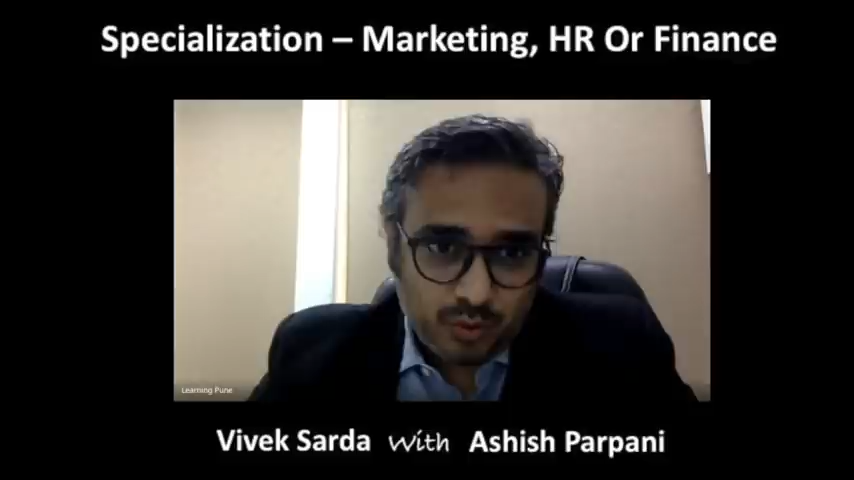 Specialization – Marketing, HR Or Finance
Learning Pune
Vivek Sarda With Ashish Parpani